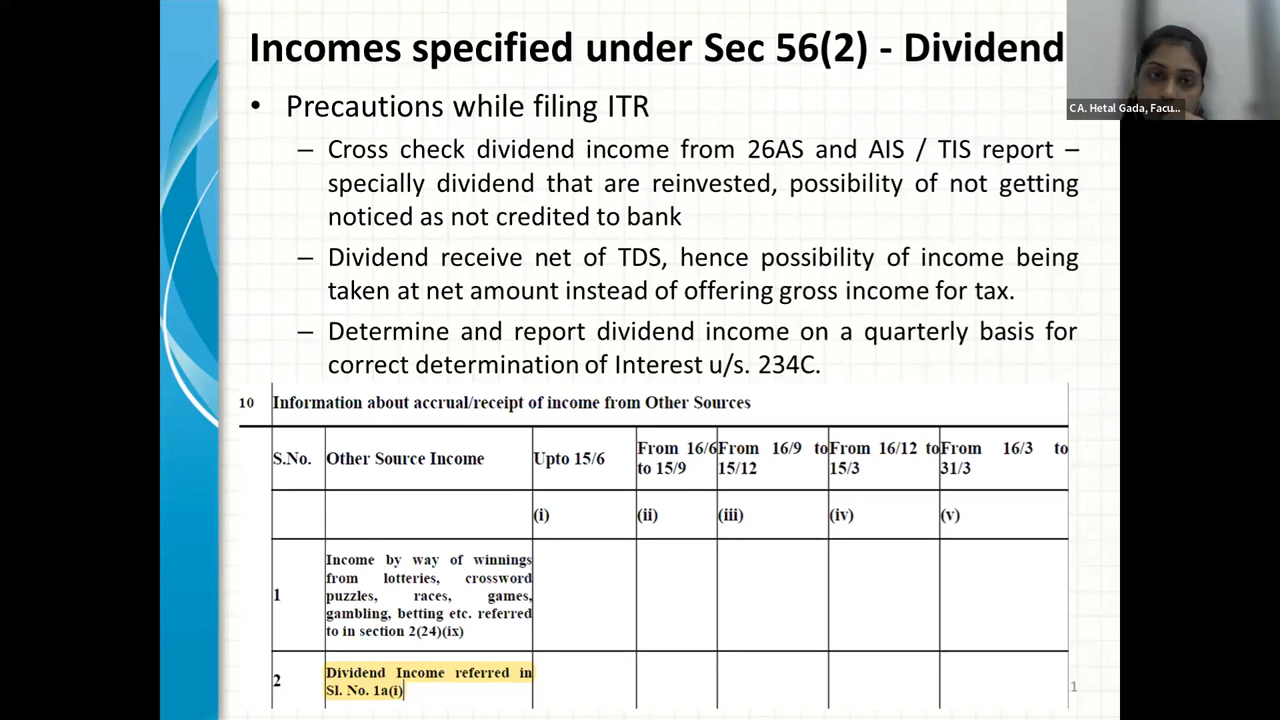 Incomes specified under Sec 56(2) - Dividend
CA. Hetal Gada, Facu...
• Precautions while filing ITR
– Cross check dividend income from 26AS and AIS / TIS report –
specially dividend that are reinvested, possibility of not getting
noticed as not credited to bank
– Dividend receive net of TDS, hence possibility of income being
taken at net amount instead of offering gross income for tax.
– Determine and report dividend income on a quarterly basis for
correct determination of Interest u/s. 234C.
10 Information about accrual/receipt of income from Other Sources
S.No. Other Source Income Upto 15/6 From 16/6 to 15/9 From 16/9 to 15/12 From 16/12 to 15/3 From 16/3 to 31/3
(i) (ii) (iii) (iv) (v)
1 Income by way of winnings
from lotteries, crossword
puzzles, races, games,
gambling, betting etc. referred
to in section 2(24)(ix)
2 Dividend Income referred in
Sl. No. 1a(i)
1